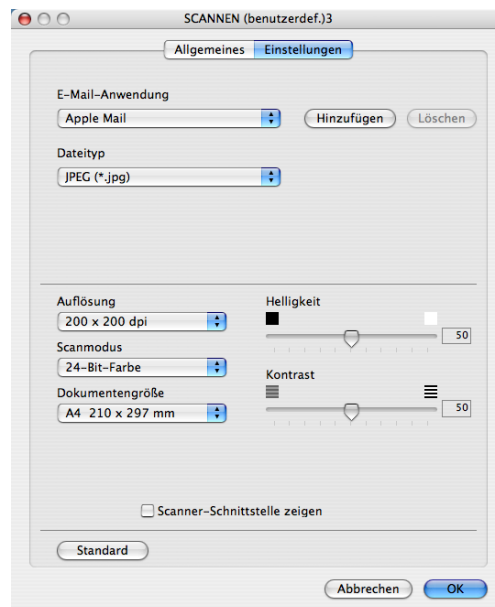 SCANNEN (benutzerdef.)3
Allgemeines Einstellungen
E-Mail-Anwendung
Apple Mail Hinzufügen Löschen
Dateityp
JPEG (*.jpg)
Auflösung Helligkeit
200 x 200 dpi 50
Scanmodus
24-Bit-Farbe Kontrast
Dokumentengröße
A4 210 x 297 mm 50
Scanner-Schnittstelle zeigen
Standard
Abbrechen OK